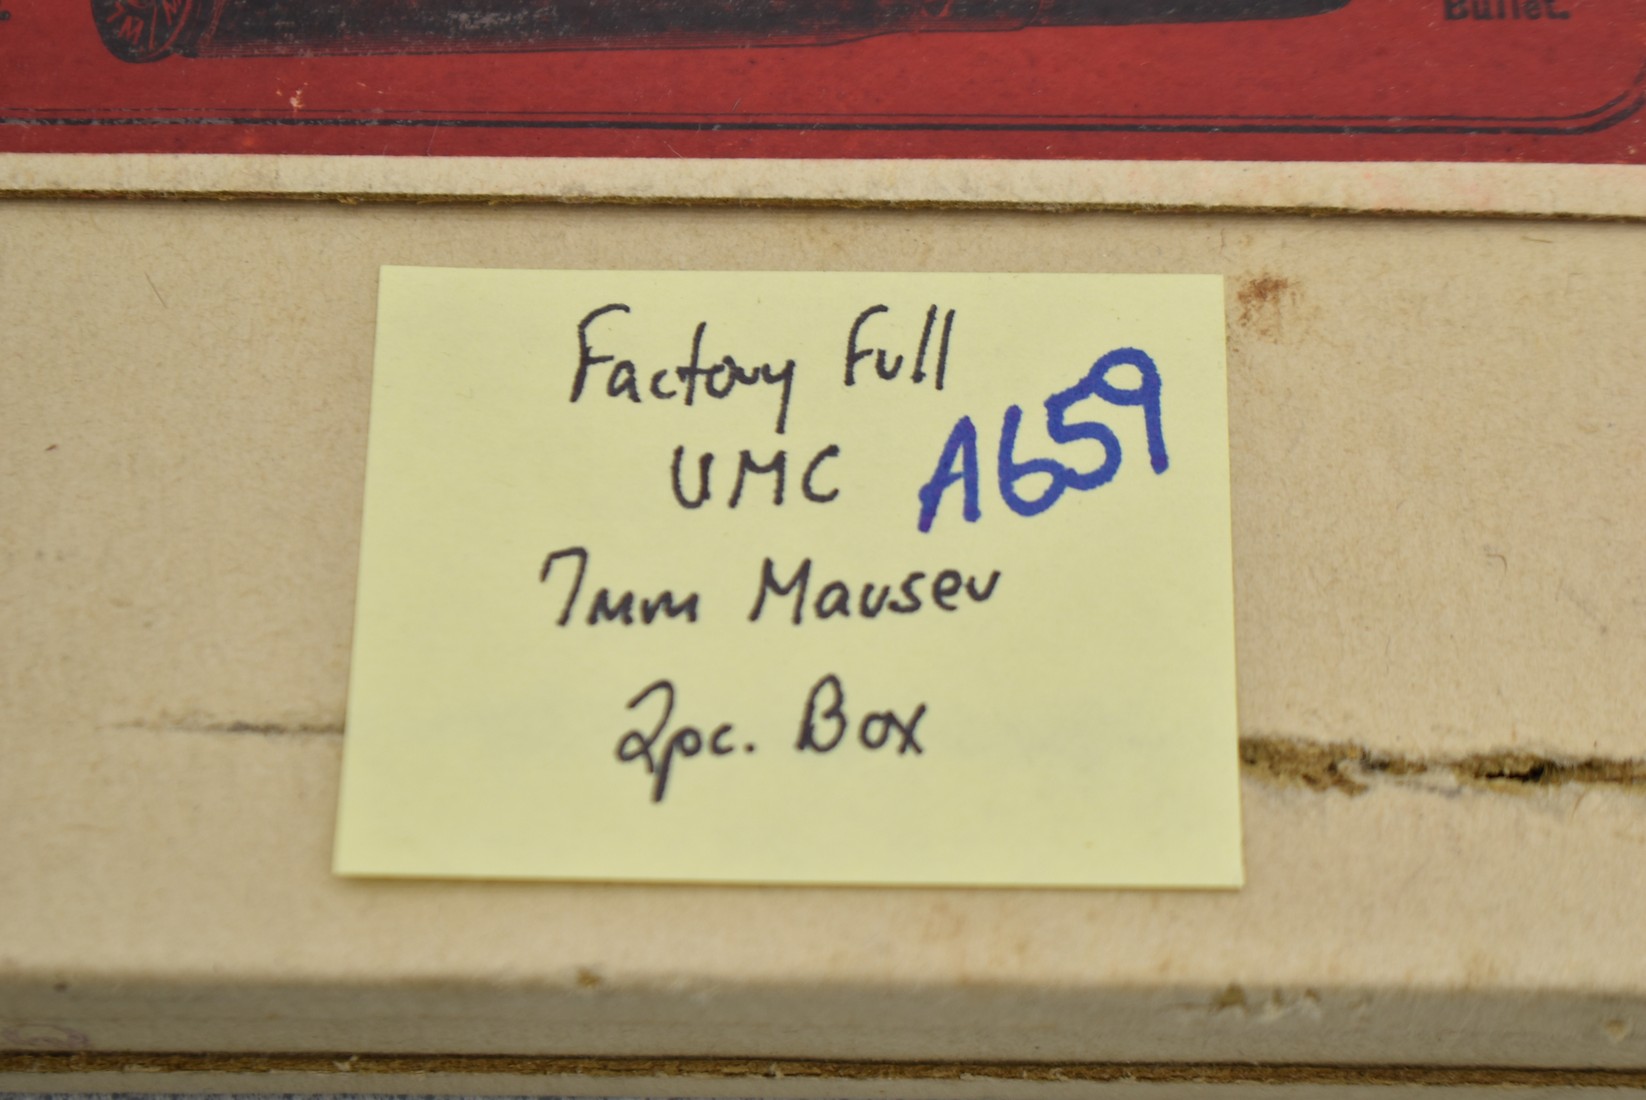 Bullet.
Factory Full
UMC
A659
7mm Mauser
2pc. Box